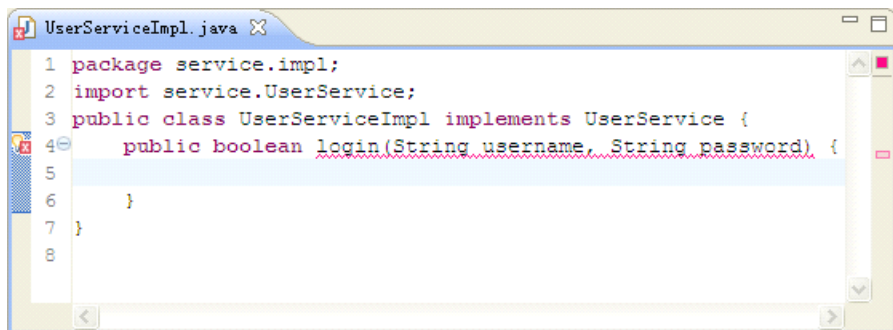 UserServiceImpl.java
1 package service.impl;
2 import service.UserService;
3 public class UserServiceImpl implements UserService {
4 public boolean login(String username, String password) {
5
6 }
7 }
8